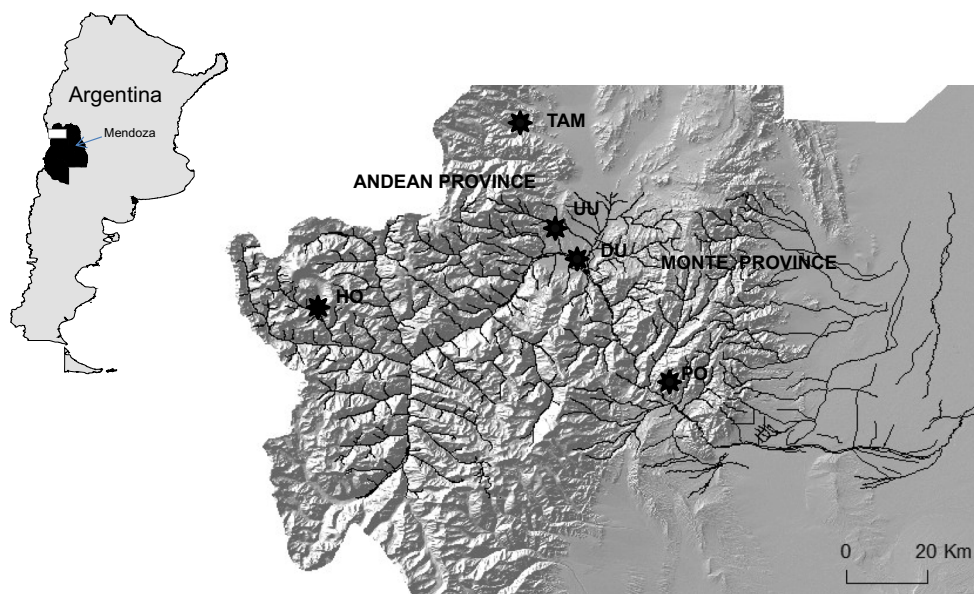 Argentina
Mendoza
TAM
ANDEAN PROVINCE
UU
DU
MONTE PROVINCE
HO
PO
0 20 Km